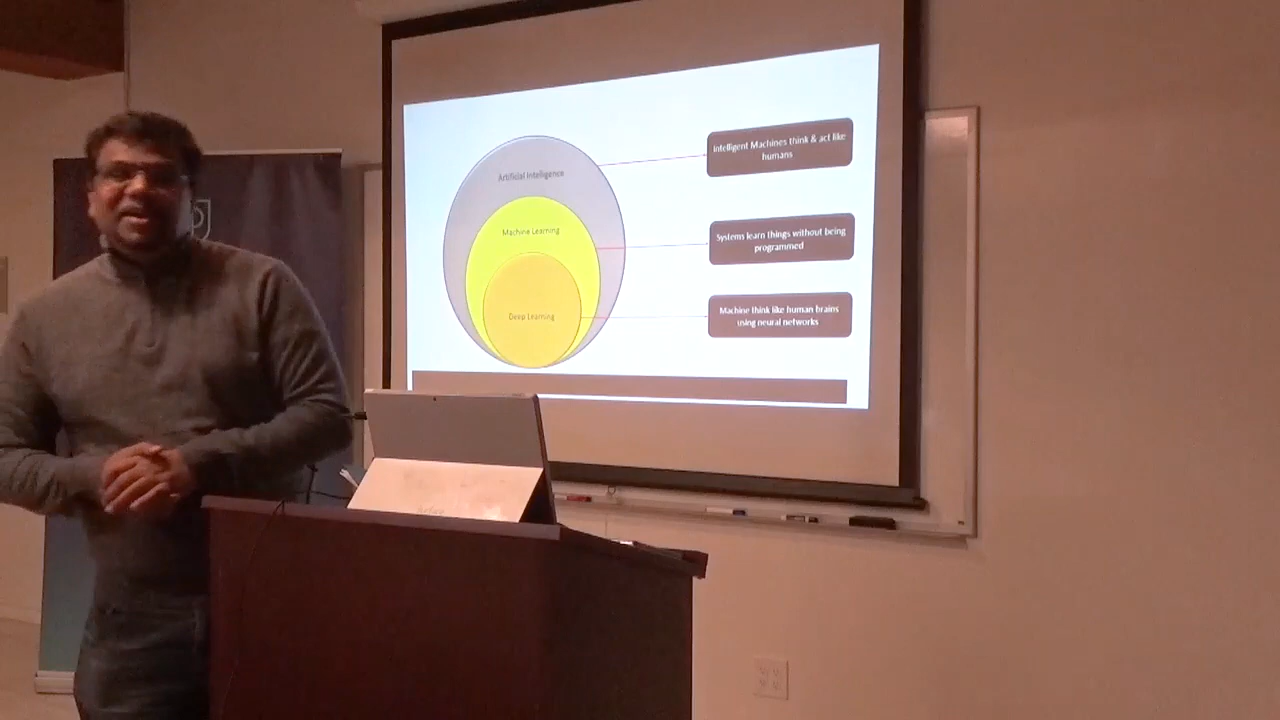 Artificial Intelligence
Machine Learning
Deep Learning
Intelligent Machines think & act like
humans
Systems learn things without being
programmed
Machine think like human brains
using neural networks